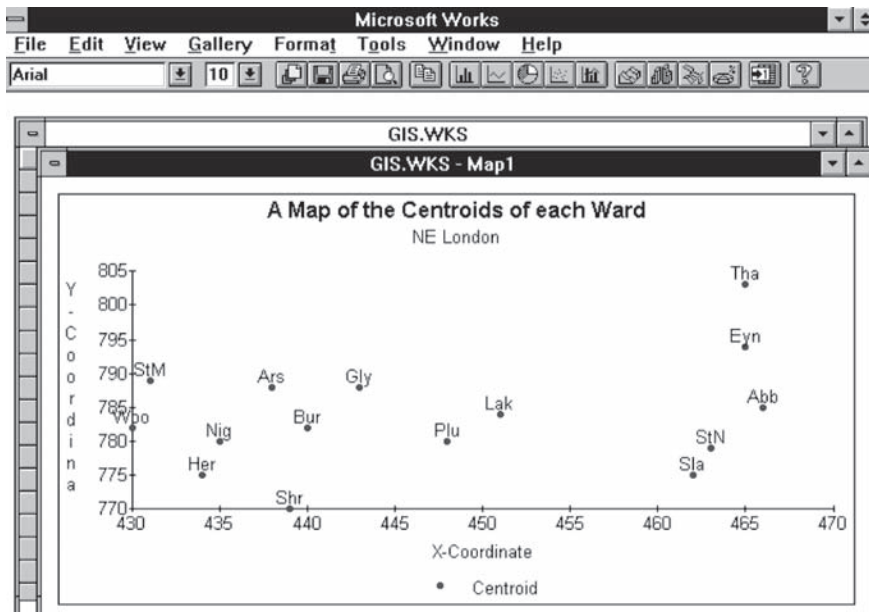 Microsoft Works
File Edit View Gallery Format Tools Window Help
Arial 10
GIS.WKS
GIS.WKS - Map1
A Map of the Centroids of each Ward
NE London
Y-Coordina
805
800
795
790
785
780
775
770
Tha
Eyn
StM
Ars
Gly
Abb
Lak
Woo
Nig
Bur
Plu
StN
Her
Sla
Shr
430 435 440 445 450 455 460 465 470
X-Coordinate
Centroid